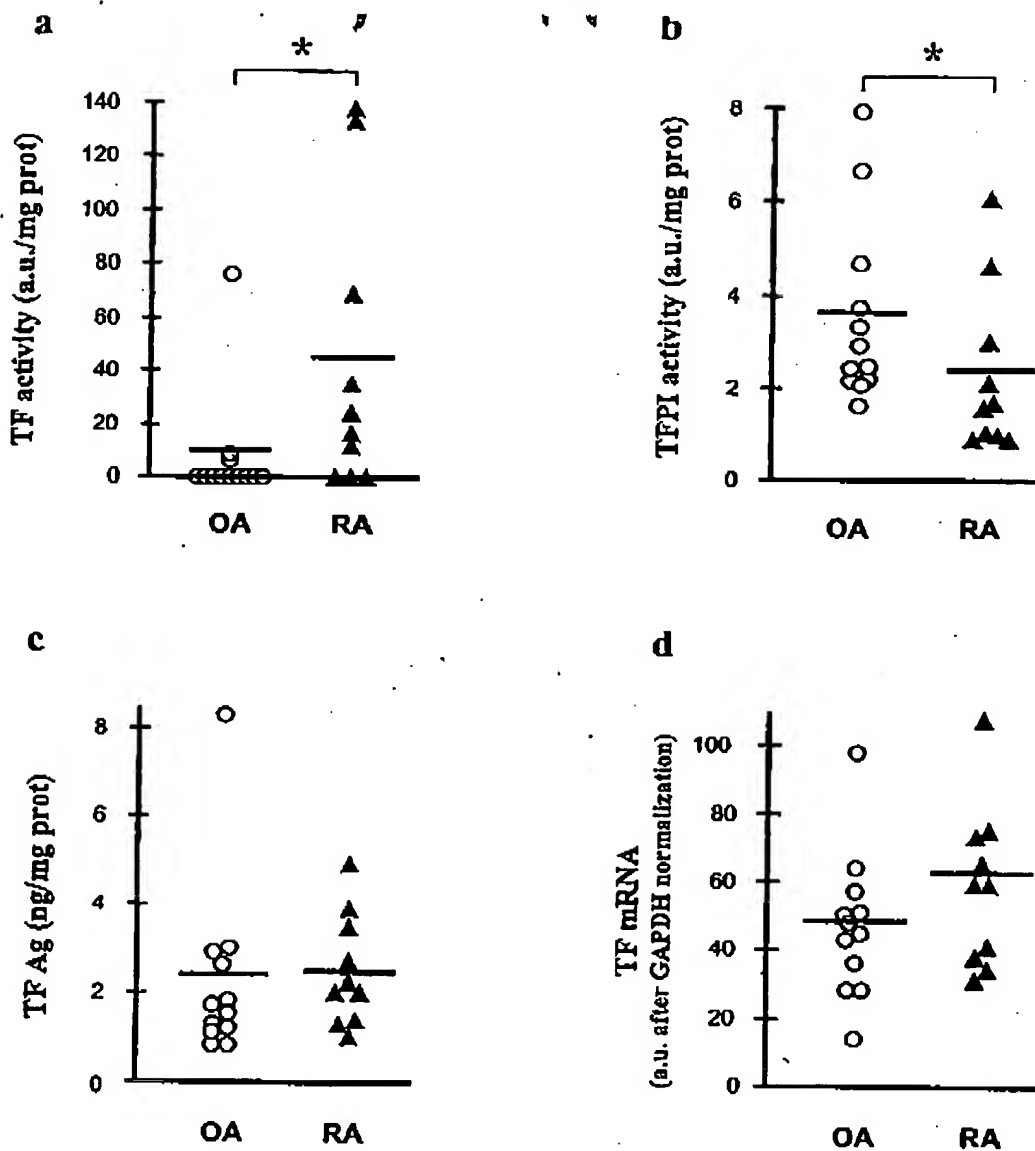 a
*
TF activity (a.u./mg prot)
140
120
100
80
60
40
20
0
OA RA
b
*
TFPI activity (a.u./mg prot)
8
6
4
2
0
OA RA
c
TF Ag (ng/mg prot)
8
6
4
2
0
OA RA
d
TF mRNA
(a.u. after GAPDH normalization)
100
80
60
40
20
0
OA RA